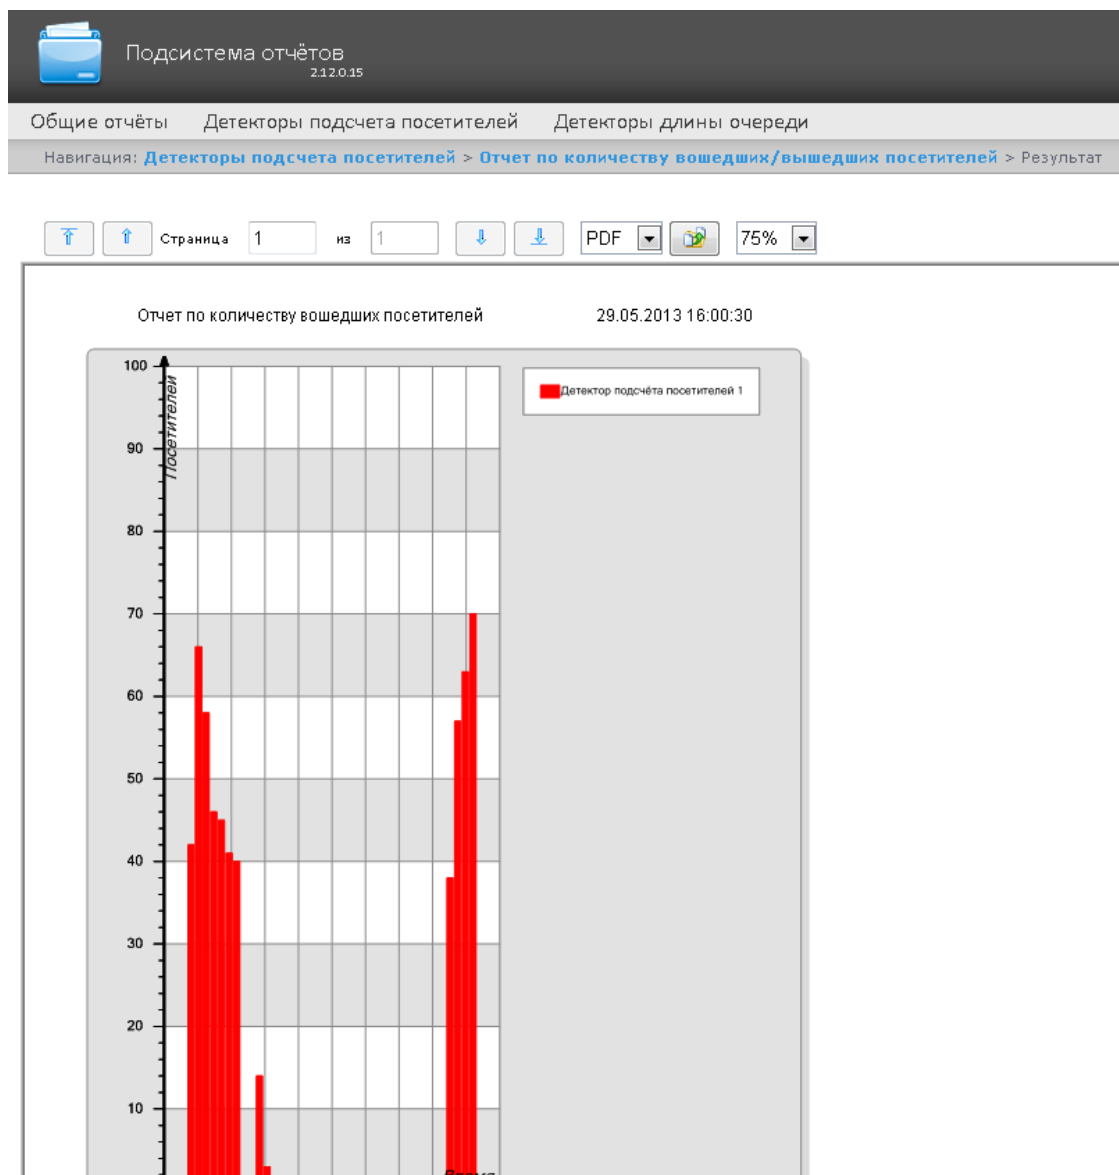 Подсистема отчётов
2.12.0.15
Общие отчёты Детекторы подсчета посетителей Детекторы длины очереди
Навигация: Детекторы подсчета посетителей > Отчет по количеству вошедших/вышедших посетителей > Результат
Страница 1 из 1 PDF 75%
Отчет по количеству вошедших посетителей 29.05.2013 16:00:30
100
Посетителей
Детектор подсчёта посетителей 1
90
80
70
60
50
40
30
20
10
Время